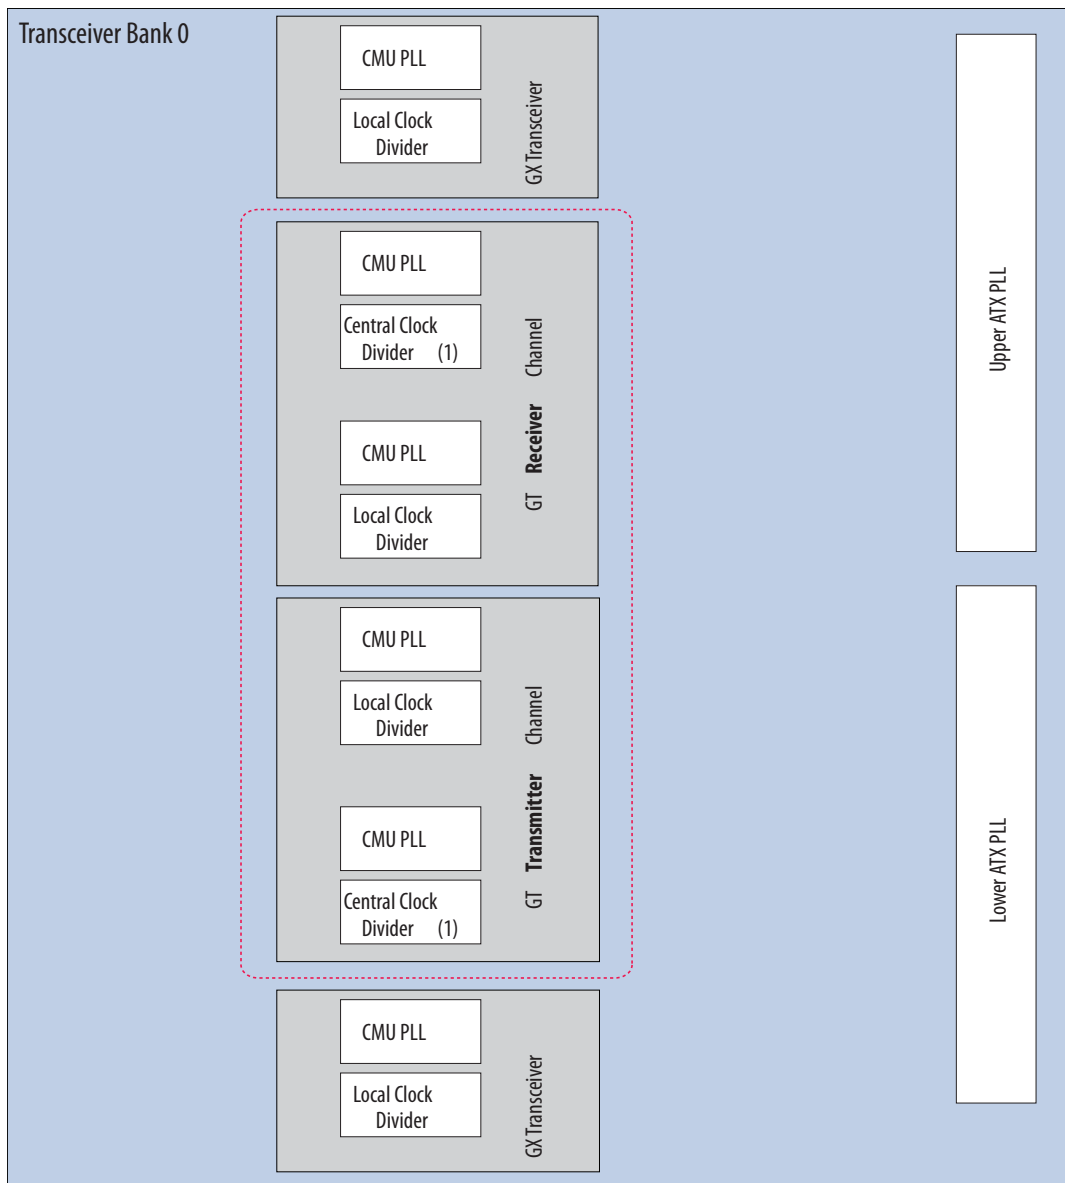 Transceiver Bank 0
CMU PLL
Local Clock
Divider
GX Transceiver
CMU PLL
Central Clock
Divider (1)
CMU PLL
Local Clock
Divider
GT Receiver Channel
CMU PLL
Local Clock
Divider
CMU PLL
Central Clock
Divider (1)
GT Transmitter Channel
CMU PLL
Local Clock
Divider
GX Transceiver
Upper ATX PLL
Lower ATX PLL